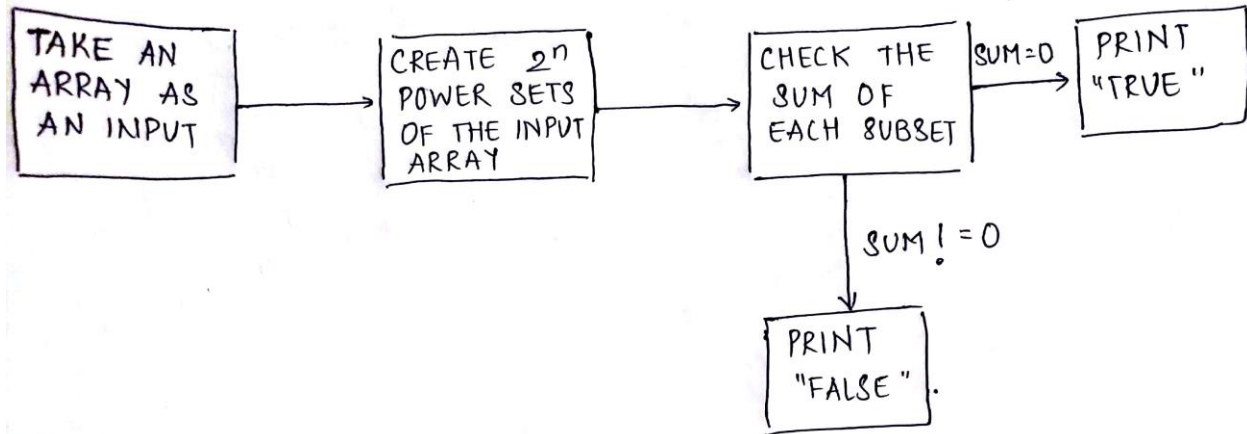 TAKE AN
ARRAY AS
AN INPUT
CREATE 2ⁿ
POWER SETS
OF THE INPUT
ARRAY
CHECK THE
SUM OF
EACH SUBSET
SUM=0
PRINT
"TRUE"
SUM!=0
PRINT
"FALSE".